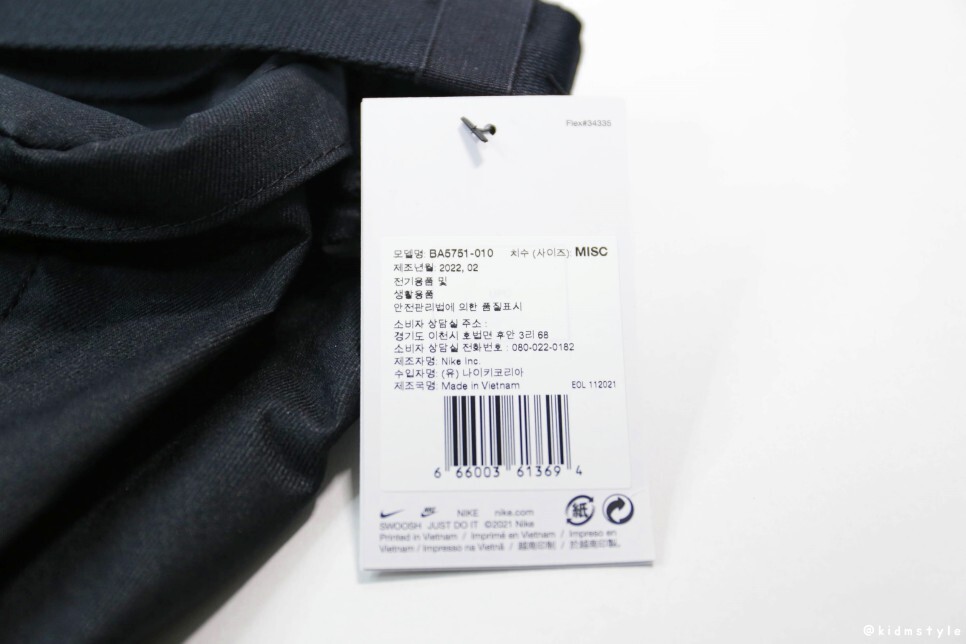 Flex#34335
모델명: BA5751-010 치수 (사이즈): MISC
제조년월: 2022, 02
전기용품 및
생활용품
안전관리법에 의한 품질표시
소비자 상담실 주소 :
경기도 이천시 호법면 후안 3리 68
소비자 상담실 전화번호 : 080-022-0182
제조자명: Nike Inc.
수입자명: (유) 나이키코리아
제조국명: Made in Vietnam EOL 112021
6 66003 61369 4
NIKE nike.com 紙
SWOOSH JUST DO IT ©2021 Nike
Printed in Vietnam / Imprimé en Vietnam / Impreso en
Vietnam / Impresso na Vietnã / 越南印制 / 於越南印製。
@kidmstyle